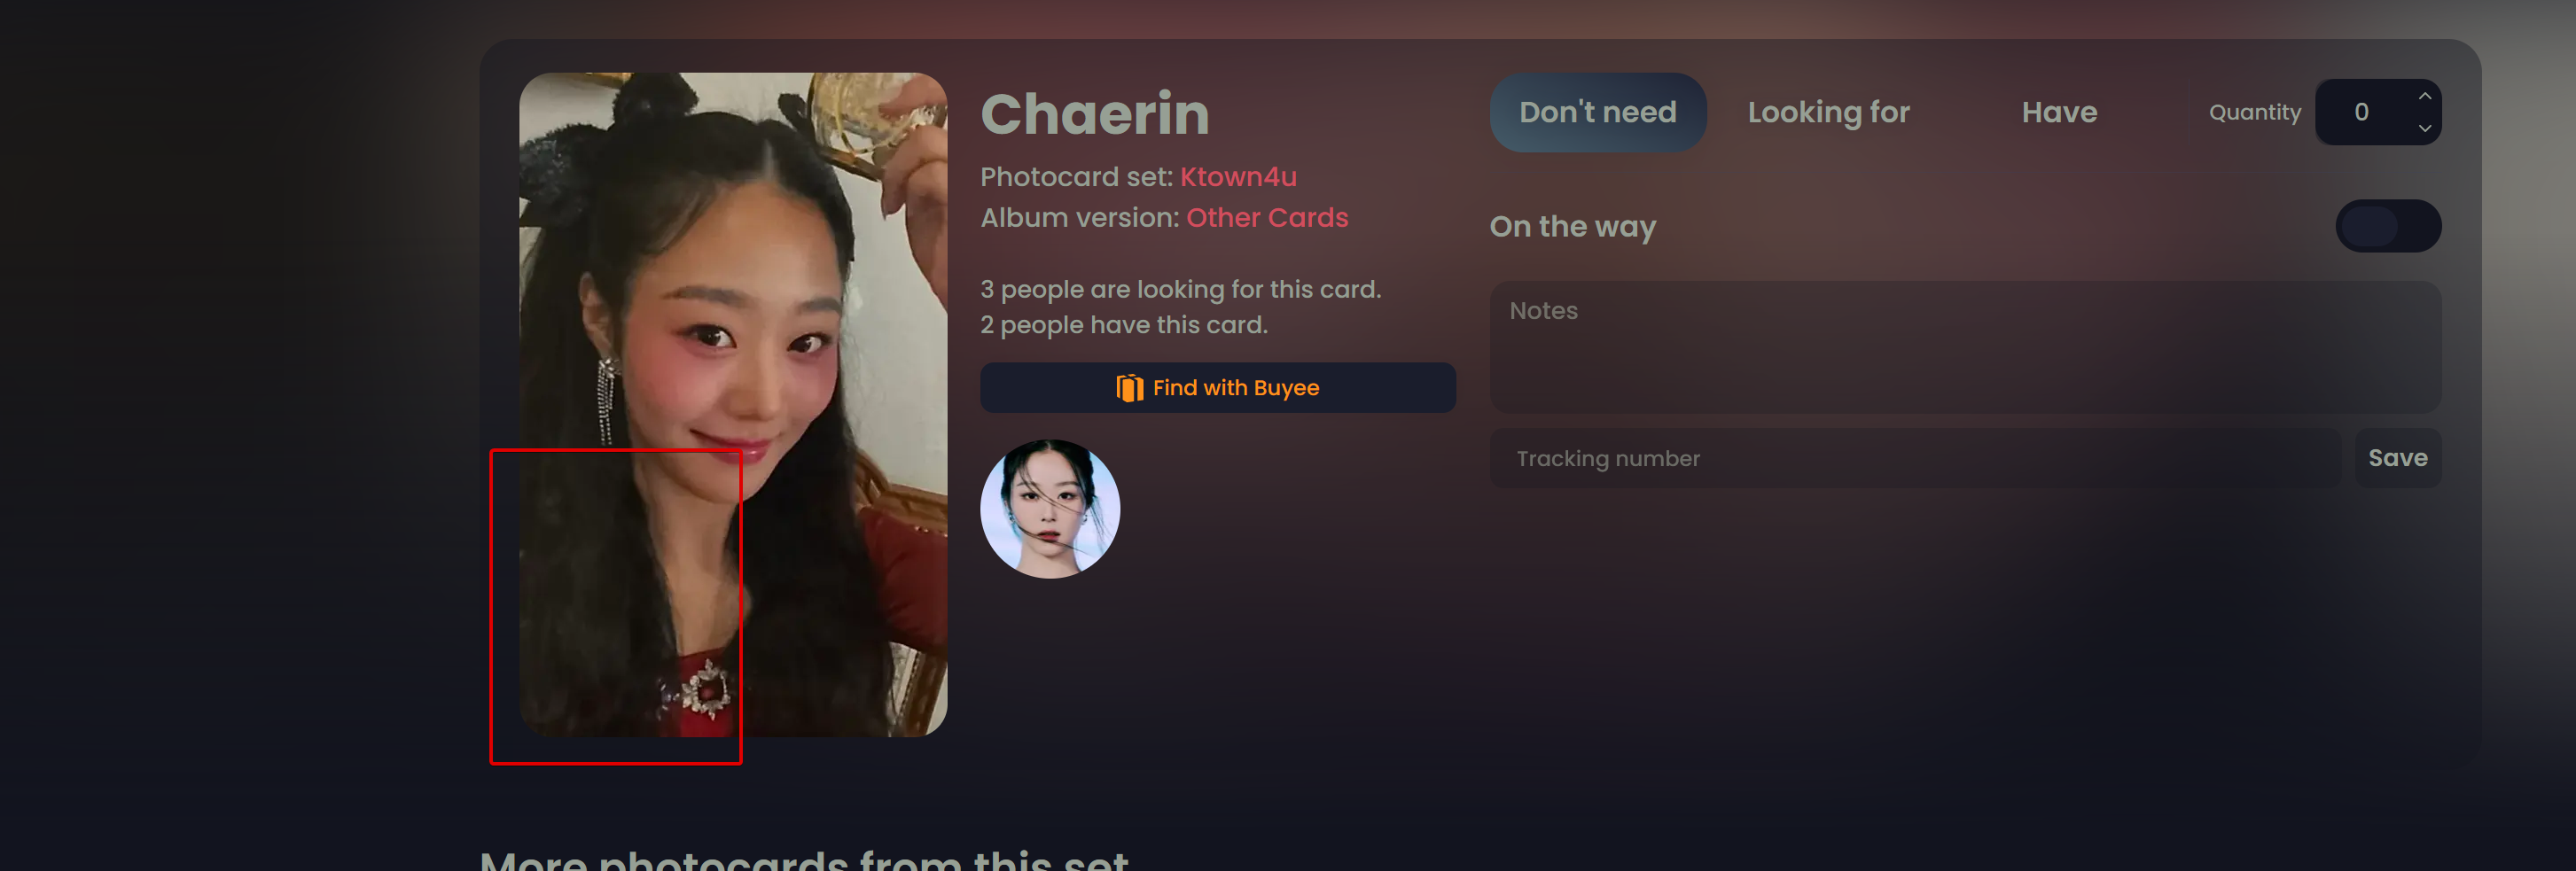 Chaerin
Photocard set: Ktown4u
Album version: Other Cards
3 people are looking for this card.
2 people have this card.
Find with Buyee
Don't need
Looking for
Have
Quantity
0
On the way
Notes
Tracking number
Save
More photocards from this set